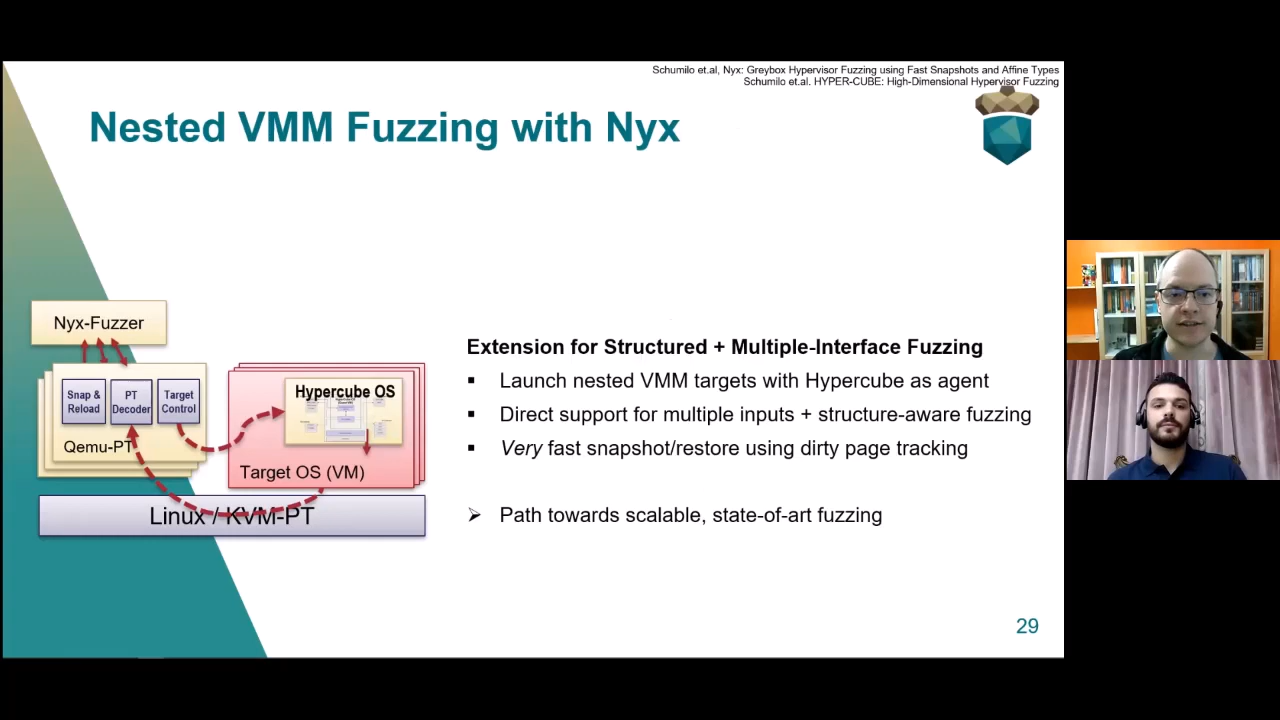 Schumilo et.al, Nyx: Greybox Hypervisor Fuzzing using Fast Snapshots and Affine Types
Schumilo et.al. HYPER-CUBE: High-Dimensional Hypervisor Fuzzing
Nested VMM Fuzzing with Nyx
Nyx-Fuzzer
Snap &
Reload
PT
Decoder
Target
Control
Qemu-PT
Hypercube OS
Target OS (VM)
Linux / KVM-PT
Extension for Structured + Multiple-Interface Fuzzing
▪ Launch nested VMM targets with Hypercube as agent
▪ Direct support for multiple inputs + structure-aware fuzzing
▪ Very fast snapshot/restore using dirty page tracking
➢ Path towards scalable, state-of-art fuzzing
29